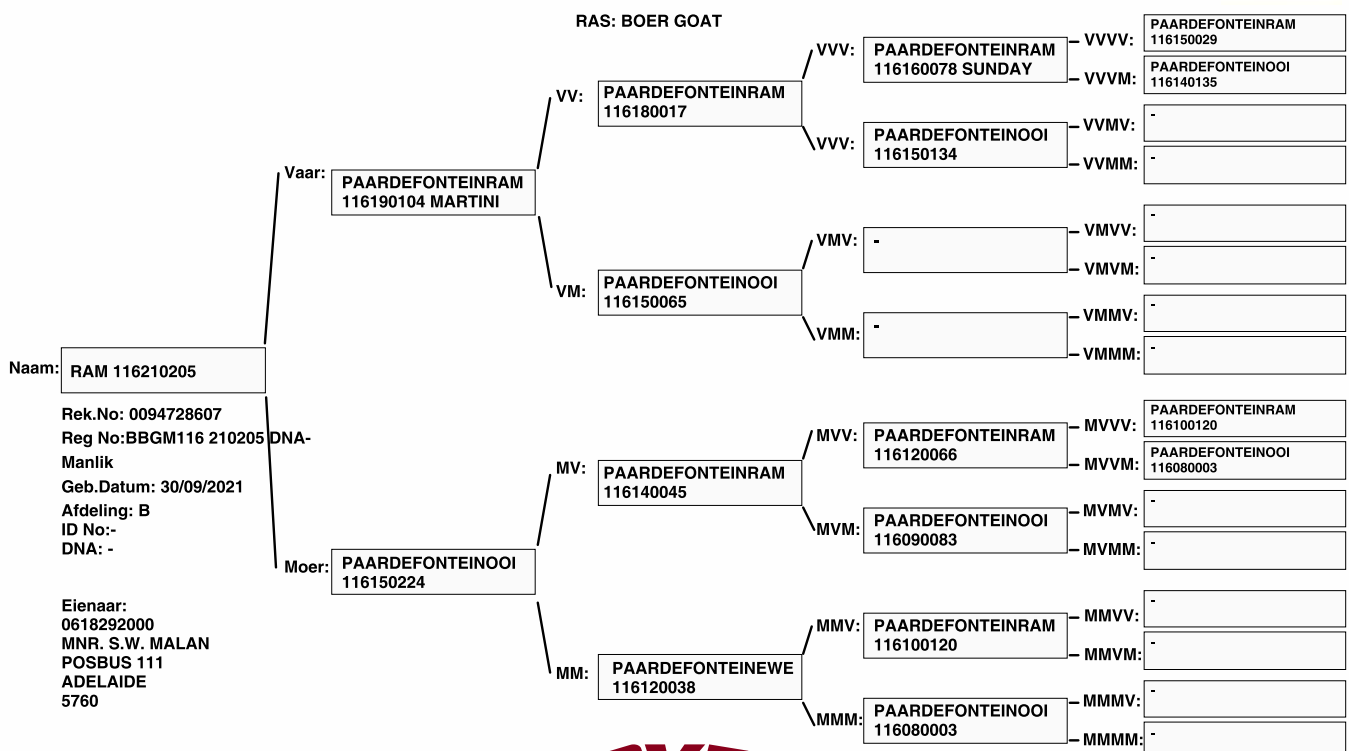 RAS: BOER GOAT
Naam:
RAM 116210205
Rek.No: 0094728607
Reg No:BBGM116 210205 DNA-
Manlik
Geb.Datum: 30/09/2021
Afdeling: B
ID No:-
DNA: -
Eienaar:
0618292000
MNR. S.W. MALAN
POSBUS 111
ADELAIDE
5760
Vaar:
PAARDEFONTEINRAM
116190104 MARTINI
Moer:
PAARDEFONTEINOOI
116150224
VV:
PAARDEFONTEINRAM
116180017
VM:
PAARDEFONTEINOOI
116150065
MV:
PAARDEFONTEINRAM
116140045
MM:
PAARDEFONTEINEWE
116120038
VVV:
PAARDEFONTEINRAM
116160078 SUNDAY
VVV:
PAARDEFONTEINOOI
116150134
VMV:
-
VMM:
-
MVV:
PAARDEFONTEINRAM
116120066
MVM:
PAARDEFONTEINOOI
116090083
MMV:
PAARDEFONTEINRAM
116100120
MMM:
PAARDEFONTEINOOI
116080003
VVVV:
PAARDEFONTEINRAM
116150029
VVVM:
PAARDEFONTEINOOI
116140135
VVMV:
-
VVMM:
-
VMVV:
-
VMVM:
-
VMMV:
-
VMMM:
-
MVVV:
PAARDEFONTEINRAM
116100120
MVVM:
PAARDEFONTEINOOI
116080003
MVMV:
-
MVMM:
-
MMVV:
-
MMVM:
-
MMMV:
-
MMMM:
-